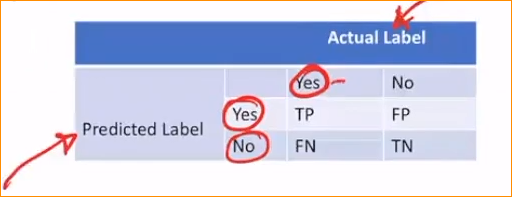 Actual Label
Yes No
Yes TP FP
Predicted Label
No FN TN